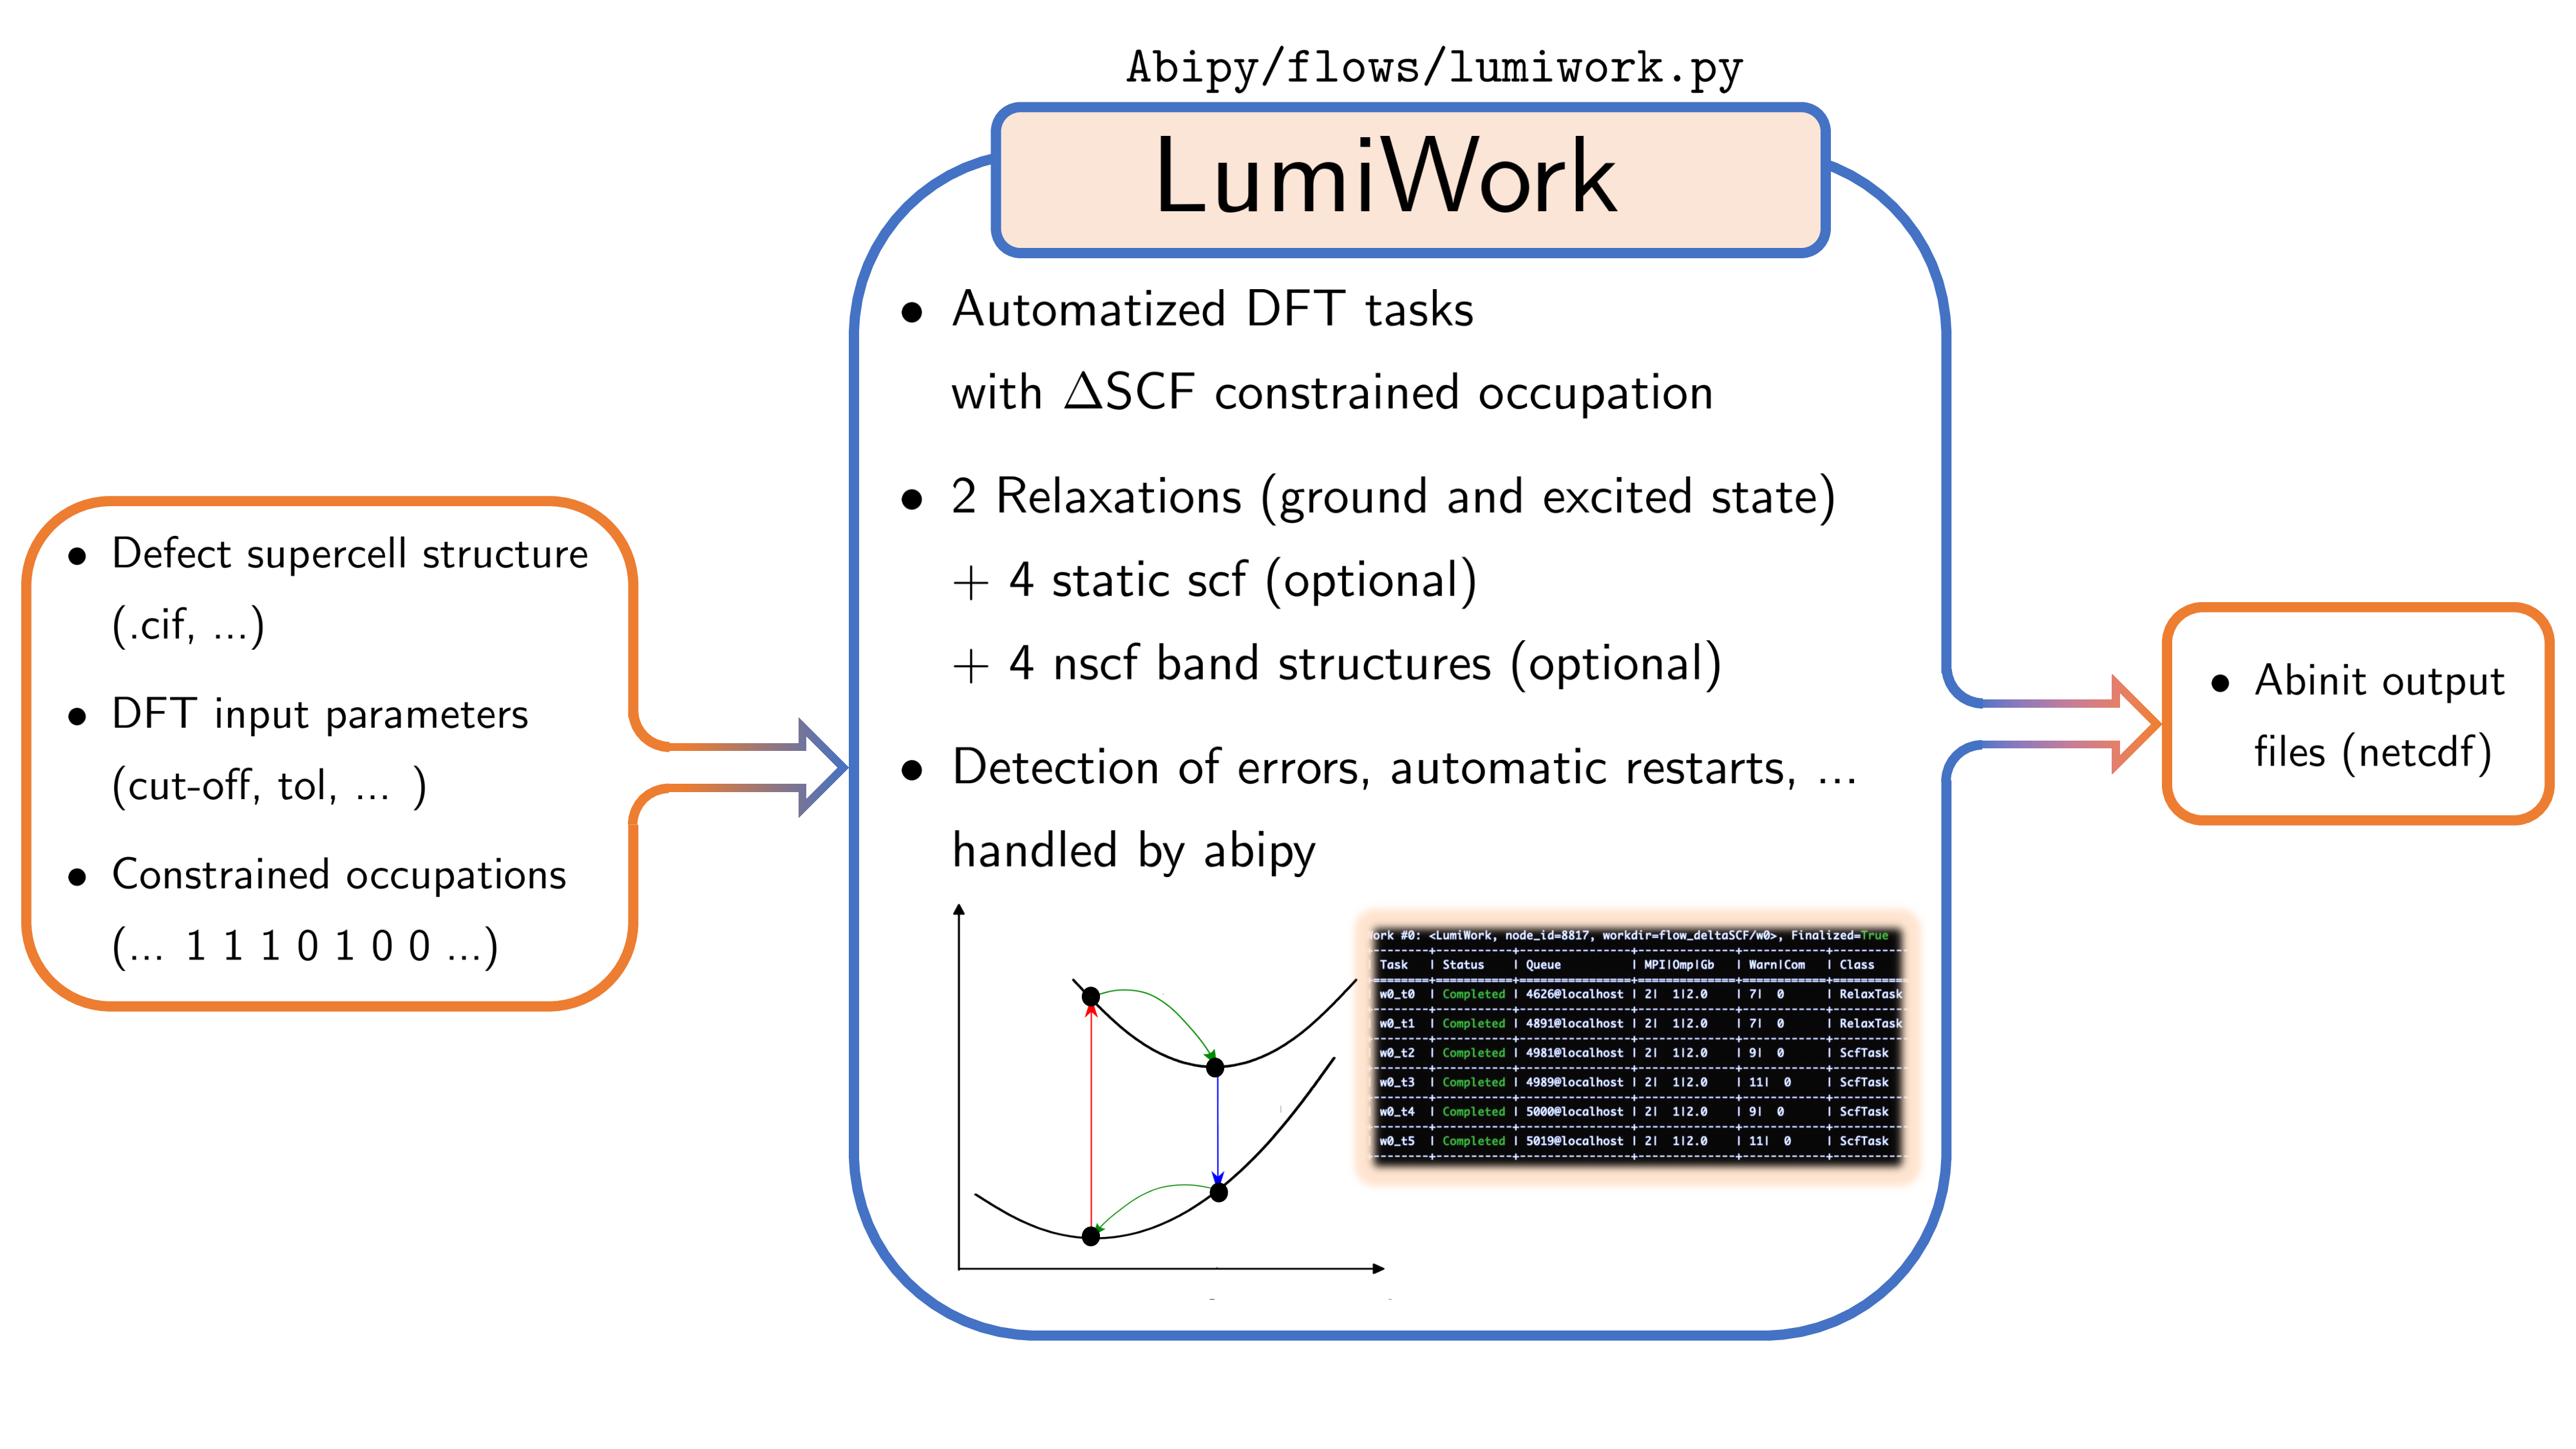 Abipy/flows/lumiwork.py
LumiWork
• Defect supercell structure
(.cif, ...)
• DFT input parameters
(cut-off, tol, ... )
• Constrained occupations
(... 1 1 1 0 1 0 0 ...)
• Automatized DFT tasks
with ΔSCF constrained occupation
• 2 Relaxations (ground and excited state)
+ 4 static scf (optional)
+ 4 nscf band structures (optional)
• Detection of errors, automatic restarts, ...
handled by abipy
ork #0: <LumiWork, node_id=8817, workdir=flow_deltaSCF/w0>, Finalized=True
Task | Status | Queue | MPI|Omp|Gb | Warn|Com | Class
w0_t0 | Completed | 4626@localhost | 2| 1|2.0 | 7| 0 | RelaxTask
w0_t1 | Completed | 4891@localhost | 2| 1|2.0 | 7| 0 | RelaxTask
w0_t2 | Completed | 4981@localhost | 2| 1|2.0 | 9| 0 | ScfTask
w0_t3 | Completed | 4989@localhost | 2| 1|2.0 | 11| 0 | ScfTask
w0_t4 | Completed | 5000@localhost | 2| 1|2.0 | 9| 0 | ScfTask
w0_t5 | Completed | 5019@localhost | 2| 1|2.0 | 11| 0 | ScfTask
• Abinit output
files (netcdf)